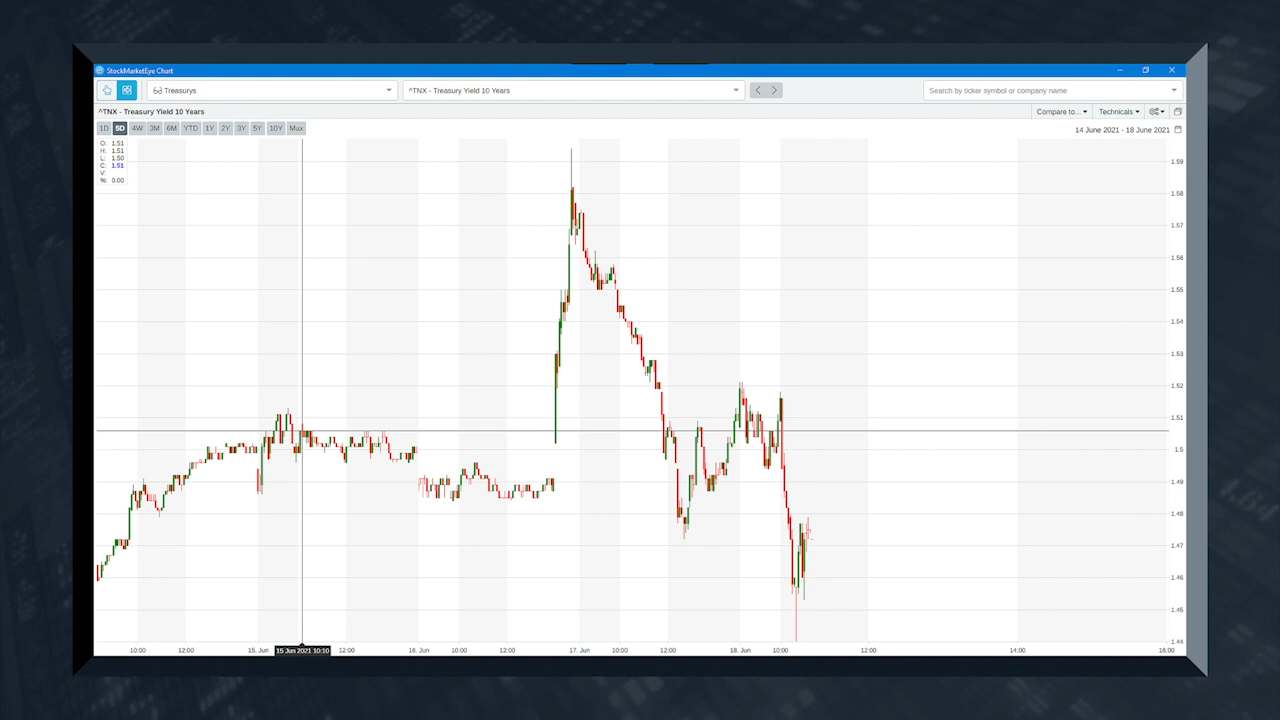 StockMarketEye Chart
Treasurys
^TNX - Treasury Yield 10 Years
Search by ticker symbol or company name
^TNX - Treasury Yield 10 Years
Compare to...
Technicals
1D 5D 4W 3M 6M YTD 1Y 2Y 3Y 5Y 10Y Max
14 June 2021 - 18 June 2021
O: 1.51
H: 1.51
L: 1.50
C: 1.51
V:
%: 0.00
1.59
1.58
1.57
1.56
1.55
1.54
1.53
1.52
1.51
1.5
1.49
1.48
1.47
1.46
1.45
1.44
10:00 12:00 15. Jun 15 Jun 2021 10:10 12:00 16. Jun 10:00 12:00 17. Jun 10:00 12:00 18. Jun 10:00 12:00 14:00 16:00